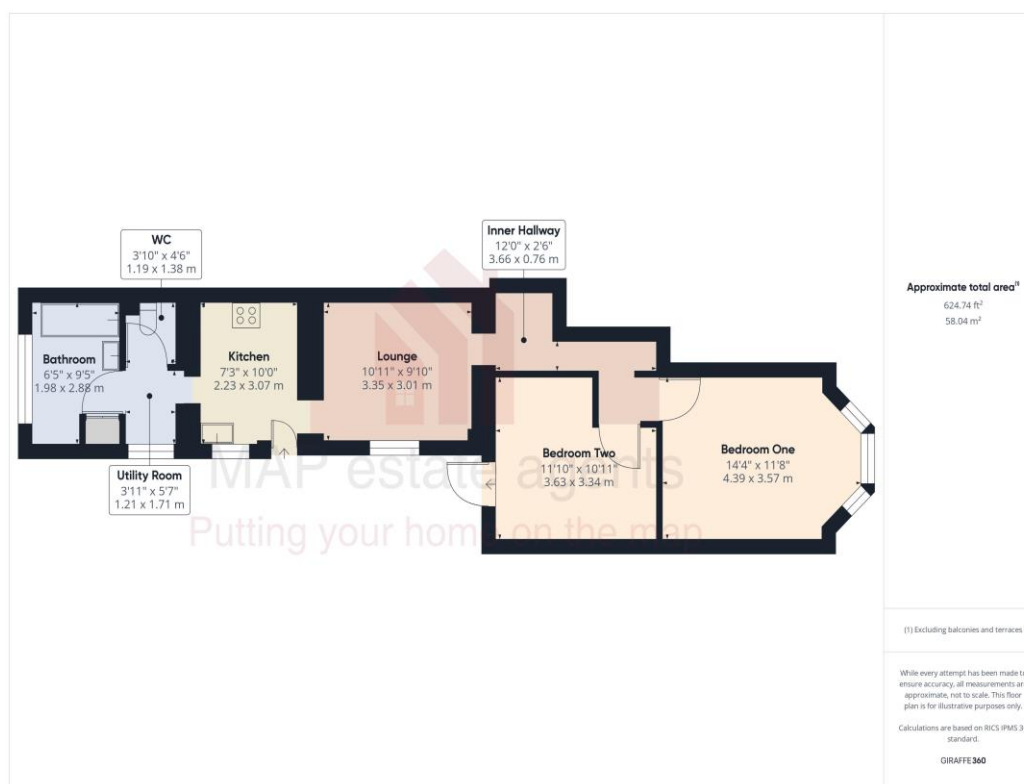 WC
3'10" x 4'6"
1.19 x 1.38 m
Inner Hallway
12'0" x 2'6"
3.66 x 0.76 m
Bathroom
6'5" x 9'5"
1.98 x 2.88 m
Kitchen
7'3" x 10'0"
2.23 x 3.07 m
Lounge
10'11" x 9'10"
3.35 x 3.01 m
Utility Room
3'11" x 5'7"
1.21 x 1.71 m
Bedroom Two
11'10" x 10'11"
3.63 x 3.34 m
Bedroom One
14'4" x 11'8"
4.39 x 3.57 m
MAP estate agents
Putting your home on the map
Approximate total area⁽¹⁾
624.74 ft²
58.04 m²
(1) Excluding balconies and terraces
While every attempt has been made to
ensure accuracy, all measurements are
approximate, not to scale. This floor
plan is for illustrative purposes only.
Calculations are based on RICS IPMS 3
standard.
GIRAFFE360